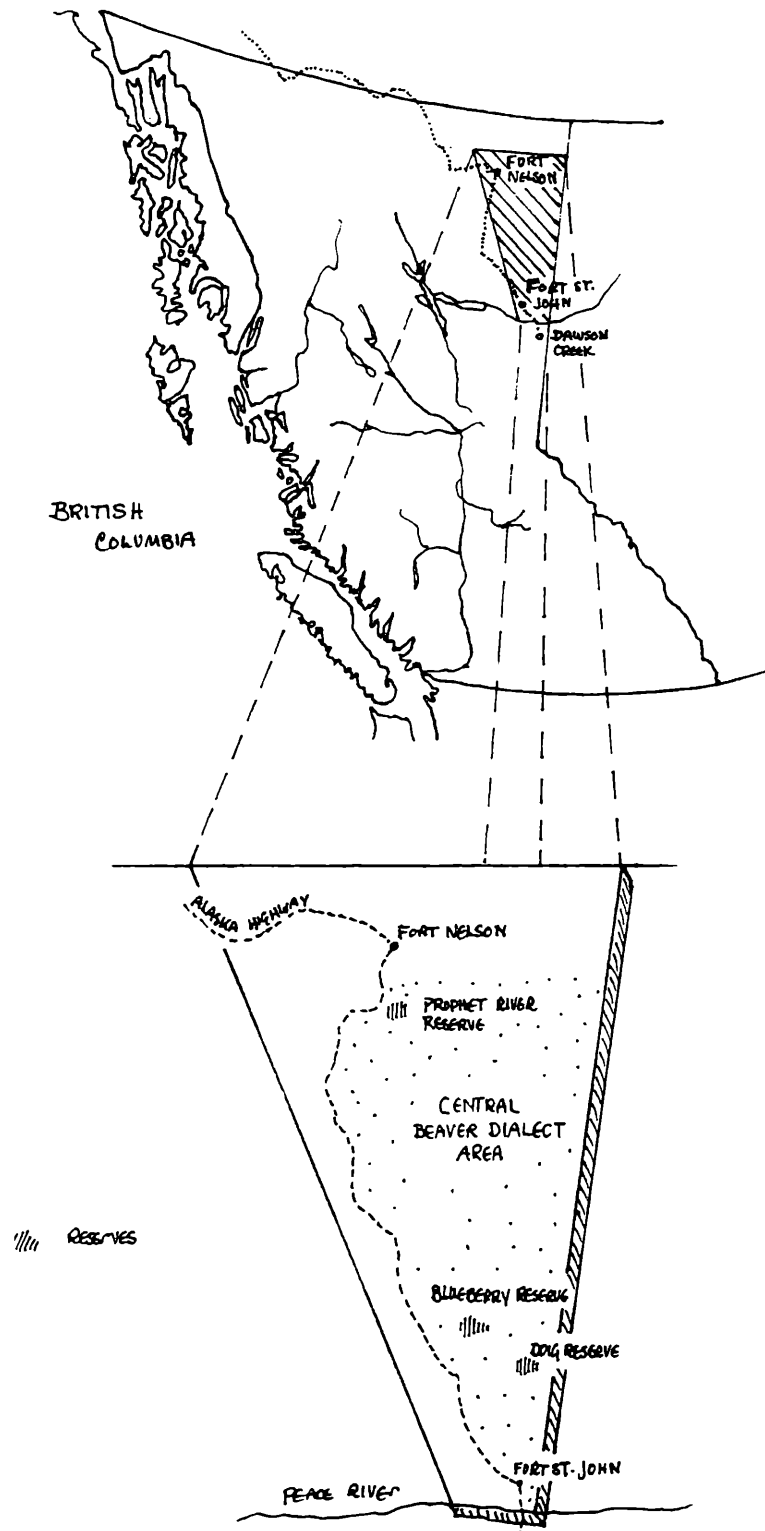 FORT
NELSON
FORT ST.
JOHN
DAWSON
CREEK
BRITISH
COLUMBIA
ALASKA HIGHWAY
FORT NELSON
PROPHET RIVER
RESERVE
CENTRAL
BEAVER DIALECT
AREA
RESERVES
BLUEBERRY RESERVE
DOIG RESERVE
FORT ST. JOHN
PEACE RIVER